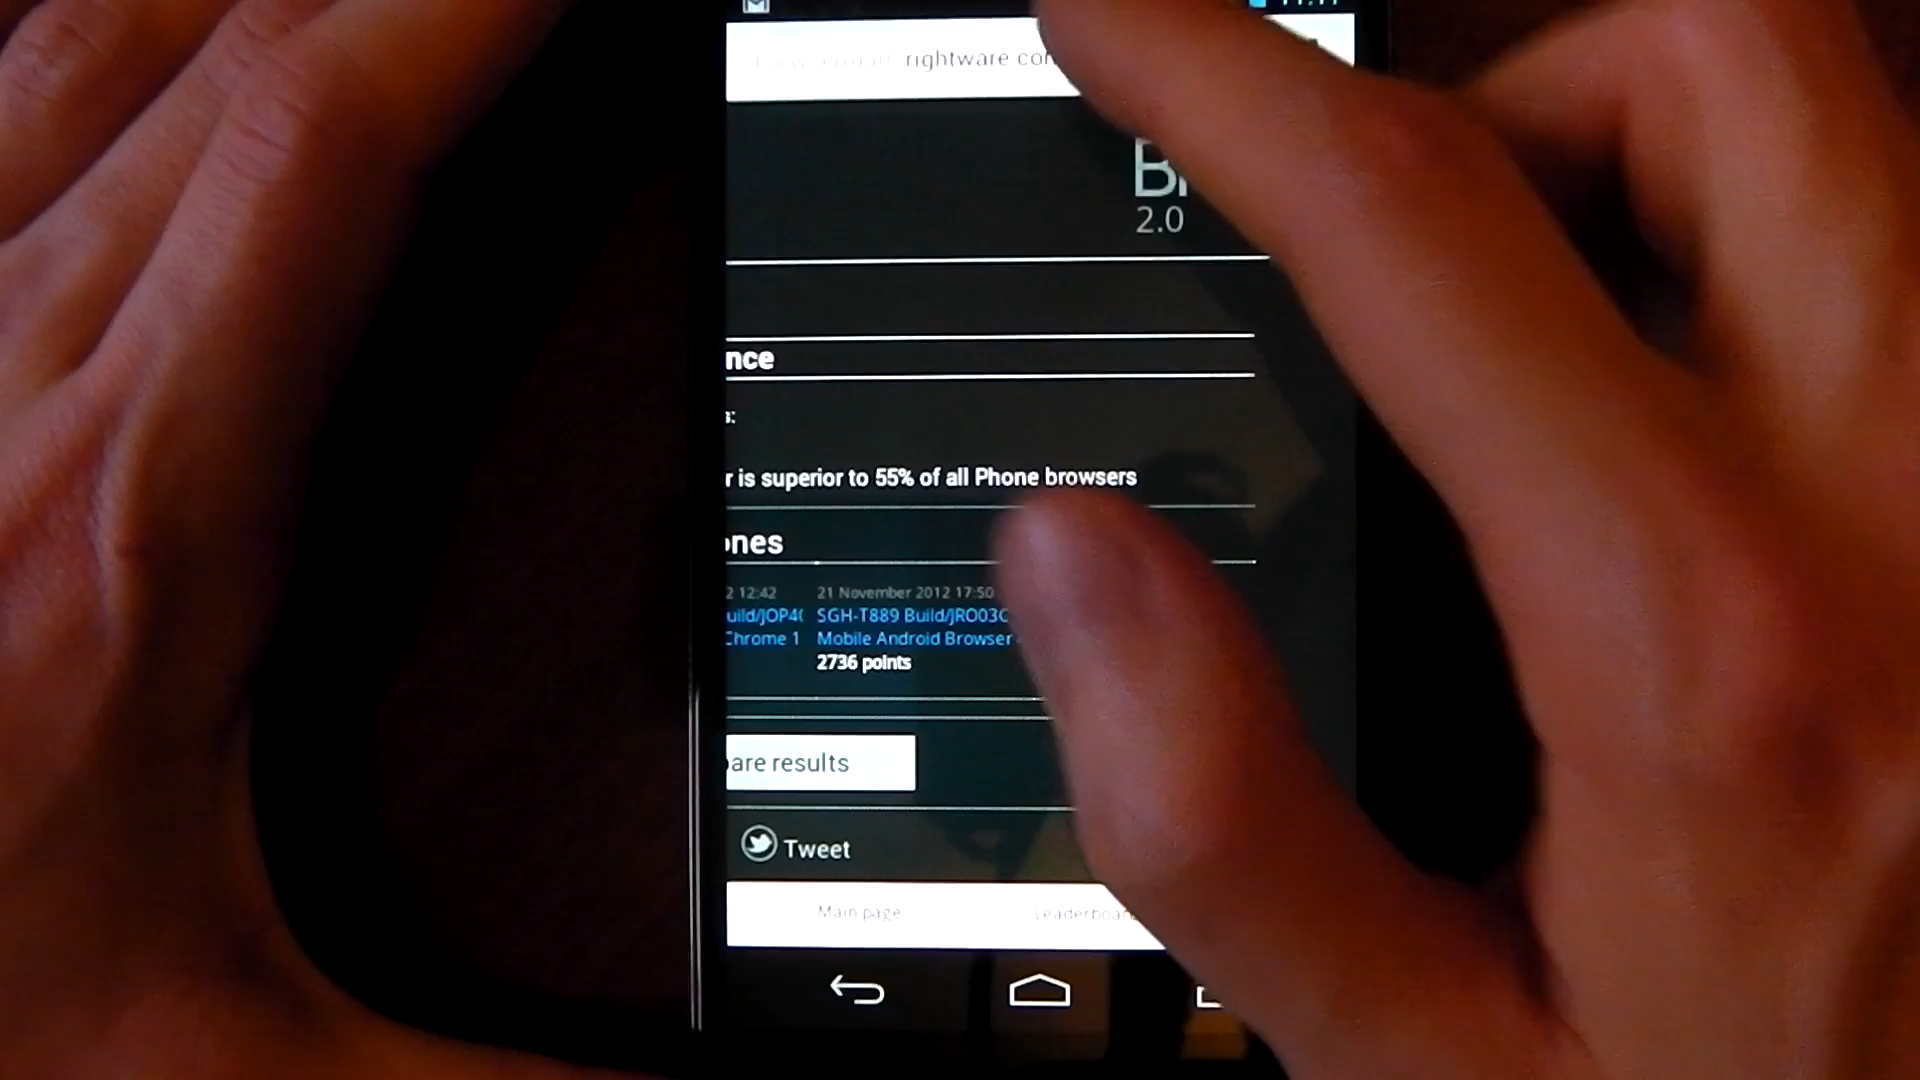 rightware.com
2.0
nce
s:
r is superior to 55% of all Phone browsers
ones
2 12:42
21 November 2012 17:50
uild/JOP4
SGH-T889 Build/JRO03C
Chrome 1
Mobile Android Browser
2736 points
are results
Tweet
Main page
Leaderboar